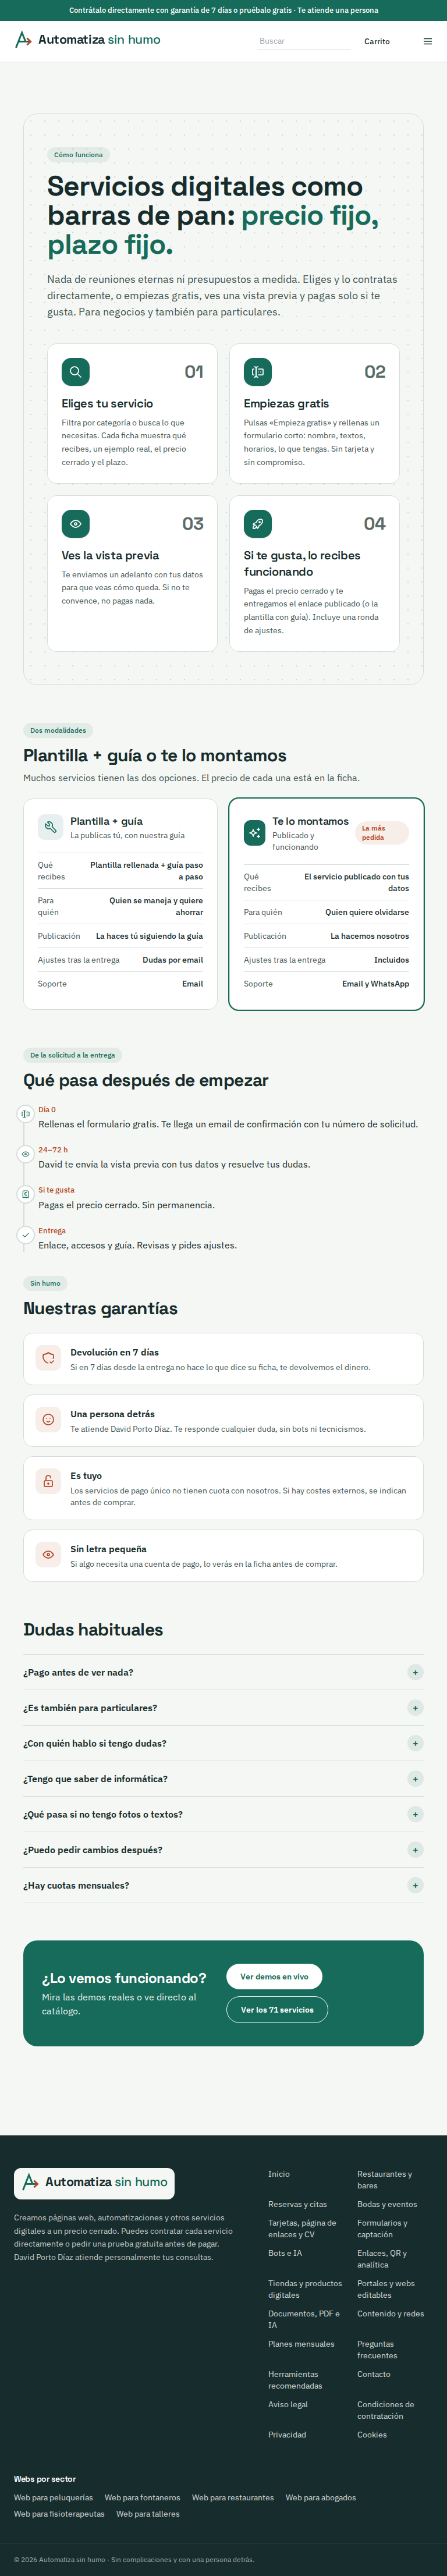 Contrátalo directamente con garantía de 7 días o pruébalo gratis · Te atiende una persona
Automatiza sin humo
Buscar
Carrito
Cómo funciona
Servicios digitales como
barras de pan: precio fijo,
plazo fijo.
Nada de reuniones eternas ni presupuestos a medida. Eliges y lo contratas
directamente, o empiezas gratis, ves una vista previa y pagas solo si te
gusta. Para negocios y también para particulares.
01
Eliges tu servicio
Filtra por categoría o busca lo que
necesitas. Cada ficha muestra qué
recibes, un ejemplo real, el precio
cerrado y el plazo.
02
Empiezas gratis
Pulsas «Empieza gratis» y rellenas un
formulario corto: nombre, textos,
horarios, lo que tengas. Sin tarjeta y
sin compromiso.
03
Ves la vista previa
Te enviamos un adelanto con tus datos
para que veas cómo queda. Si no te
convence, no pagas nada.
04
Si te gusta, lo recibes
funcionando
Pagas el precio cerrado y te
entregamos el enlace publicado (o la
plantilla con guía). Incluye una ronda
de ajustes.
Dos modalidades
Plantilla + guía o te lo montamos
Muchos servicios tienen las dos opciones. El precio de cada una está en la ficha.
Plantilla + guía
La publicas tú, con nuestra guía
Qué
recibes
Plantilla rellenada + guía paso
a paso
Para
quién
Quien se maneja y quiere
ahorrar
Publicación La haces tú siguiendo la guía
Ajustes tras la entrega Dudas por email
Soporte Email
Te lo montamos
Publicado y
funcionando
La más
pedida
Qué
recibes
El servicio publicado con tus
datos
Para quién Quien quiere olvidarse
Publicación La hacemos nosotros
Ajustes tras la entrega Incluidos
Soporte Email y WhatsApp
De la solicitud a la entrega
Qué pasa después de empezar
Día 0
Rellenas el formulario gratis. Te llega un email de confirmación con tu número de solicitud.
24–72 h
David te envía la vista previa con tus datos y resuelve tus dudas.
Si te gusta
Pagas el precio cerrado. Sin permanencia.
Entrega
Enlace, accesos y guía. Revisas y pides ajustes.
Sin humo
Nuestras garantías
Devolución en 7 días
Si en 7 días desde la entrega no hace lo que dice su ficha, te devolvemos el dinero.
Una persona detrás
Te atiende David Porto Díaz. Te responde cualquier duda, sin bots ni tecnicismos.
Es tuyo
Los servicios de pago único no tienen cuota con nosotros. Si hay costes externos, se indican
antes de comprar.
Sin letra pequeña
Si algo necesita una cuenta de pago, lo verás en la ficha antes de comprar.
Dudas habituales
¿Pago antes de ver nada? +
¿Es también para particulares? +
¿Con quién hablo si tengo dudas? +
¿Tengo que saber de informática? +
¿Qué pasa si no tengo fotos o textos? +
¿Puedo pedir cambios después? +
¿Hay cuotas mensuales? +
¿Lo vemos funcionando?
Mira las demos reales o ve directo al
catálogo.
Ver demos en vivo
Ver los 71 servicios
Automatiza sin humo
Creamos páginas web, automatizaciones y otros servicios
digitales a un precio cerrado. Puedes contratar cada servicio
directamente o pedir una prueba gratuita antes de pagar.
David Porto Díaz atiende personalmente tus consultas.
Inicio
Restaurantes y
bares
Reservas y citas
Bodas y eventos
Tarjetas, página de
enlaces y CV
Formularios y
captación
Bots e IA
Enlaces, QR y
analítica
Tiendas y productos
digitales
Portales y webs
editables
Documentos, PDF e
IA
Contenido y redes
Planes mensuales
Preguntas
frecuentes
Herramientas
recomendadas
Contacto
Aviso legal
Condiciones de
contratación
Privacidad
Cookies
Webs por sector
Web para peluquerías Web para fontaneros Web para restaurantes Web para abogados
Web para fisioterapeutas Web para talleres
© 2026 Automatiza sin humo · Sin complicaciones y con una persona detrás.